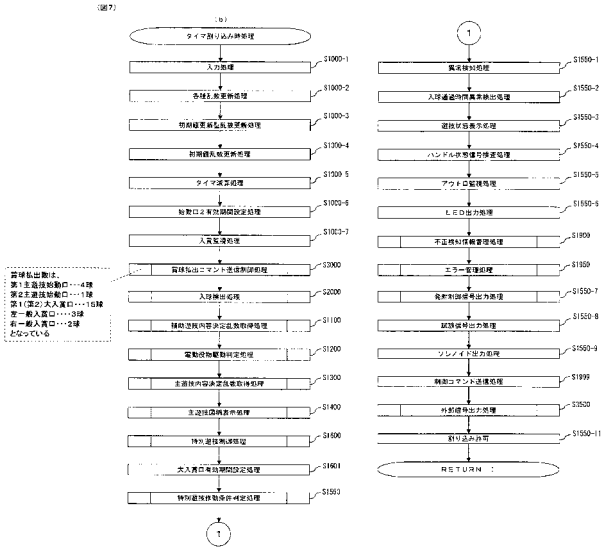 (図7)
(b)
タイマ割り込み時処理
S1000-1
入力処理
S1000-2
各種乱数更新処理
S1000-3
初期値更新型乱数更新処理
S1000-4
初期値乱数更新処理
S1000-5
タイマ減算処理
S1000-6
始動口2有効期間設定処理
S1000-7
入賞監視処理
S3000
賞球払出コマンド送信制御処理
賞球払出数は、
第1主遊技始動口・・・4球
第2主遊技始動口・・・1球
第1(第2)大入賞口・・・15球
左一般入賞口・・・3球
右一般入賞口・・・2球
となっている
S2000
入球検出処理
S1100
補助遊技内容決定乱数取得処理
S1200
電動役物駆動判定処理
S1300
主遊技内容決定乱数取得処理
S1400
主遊技図柄表示処理
S1600
特別遊技制御処理
S1601
大入賞口有効期間設定処理
S1550
特別遊技作動条件判定処理
1
1
S1550-1
異常検知処理
S1550-2
入球通過時間異常検出処理
S1550-3
遊技状態表示処理
S1550-4
ハンドル状態信号検査処理
S1550-5
アウト口監視処理
S1550-6
LED出力処理
S1900
不正検知情報管理処理
S1950
エラー管理処理
S1550-7
発射制御信号出力処理
S1550-8
試験信号出力処理
S1550-9
ソレノイド出力処理
S1999
制御コマンド送信処理
S3500
外部信号出力処理
S1550-11
割り込み許可
RETURN